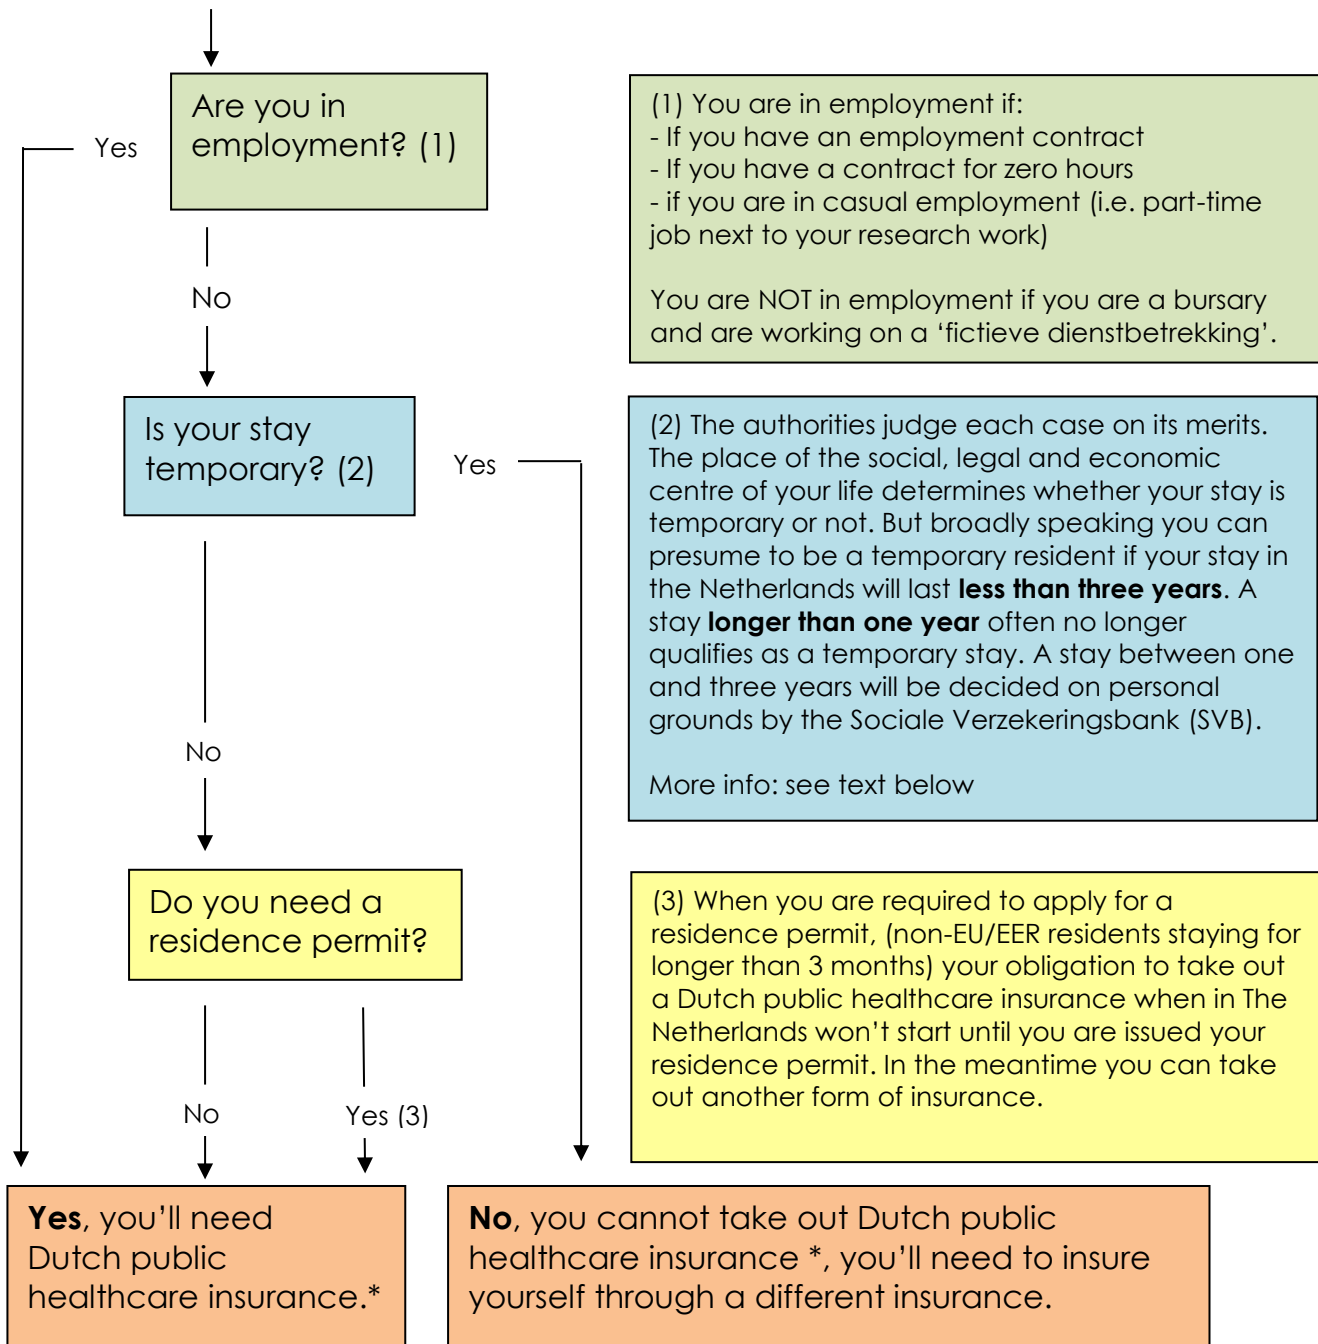 Are you in
employment? (1)
Yes
No
(1) You are in employment if:
- If you have an employment contract
- If you have a contract for zero hours
- if you are in casual employment (i.e. part-time
job next to your research work)
You are NOT in employment if you are a bursary
and are working on a ‘fictieve dienstbetrekking’.
Is your stay
temporary? (2)
Yes
No
(2) The authorities judge each case on its merits.
The place of the social, legal and economic
centre of your life determines whether your stay is
temporary or not. But broadly speaking you can
presume to be a temporary resident if your stay in
the Netherlands will last less than three years. A
stay longer than one year often no longer
qualifies as a temporary stay. A stay between one
and three years will be decided on personal
grounds by the Sociale Verzekeringsbank (SVB).
More info: see text below
Do you need a
residence permit?
No
Yes (3)
(3) When you are required to apply for a
residence permit, (non-EU/EER residents staying for
longer than 3 months) your obligation to take out
a Dutch public healthcare insurance when in The
Netherlands won’t start until you are issued your
residence permit. In the meantime you can take
out another form of insurance.
Yes, you’ll need
Dutch public
healthcare insurance.*
No, you cannot take out Dutch public
healthcare insurance *, you’ll need to insure
yourself through a different insurance.